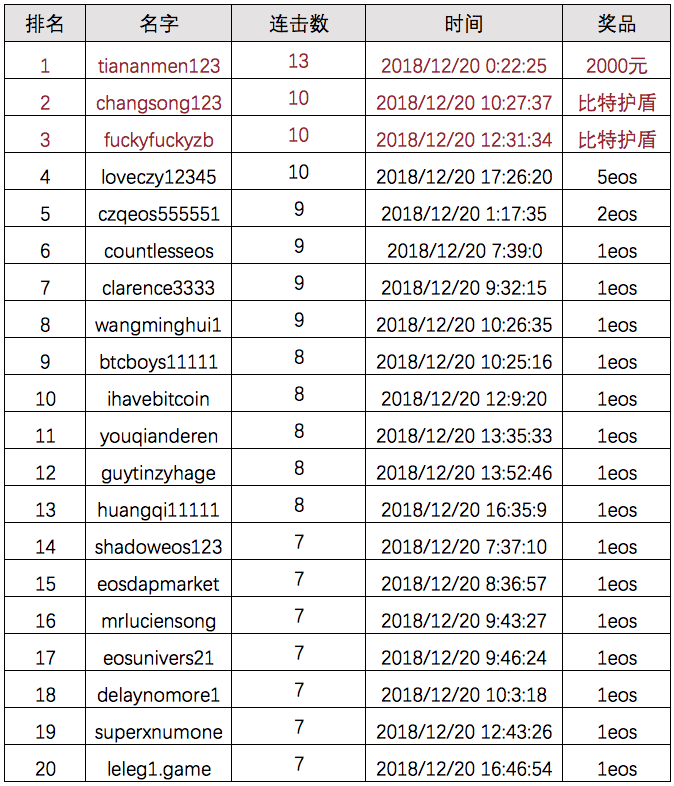 排名 名字 连击数 时间 奖品
1 tiananmen123 13 2018/12/20 0:22:25 2000元
2 changsong123 10 2018/12/20 10:27:37 比特护盾
3 fuckyfuckyzb 10 2018/12/20 12:31:34 比特护盾
4 loveczy12345 10 2018/12/20 17:26:20 5eos
5 czqeos555551 9 2018/12/20 1:17:35 2eos
6 countlesseos 9 2018/12/20 7:39:0 1eos
7 clarence3333 9 2018/12/20 9:32:15 1eos
8 wangminghui1 9 2018/12/20 10:26:35 1eos
9 btcboys11111 8 2018/12/20 10:25:16 1eos
10 ihavebitcoin 8 2018/12/20 12:9:20 1eos
11 youqianderen 8 2018/12/20 13:35:33 1eos
12 guytinzyhage 8 2018/12/20 13:52:46 1eos
13 huangqi11111 8 2018/12/20 16:35:9 1eos
14 shadoweos123 7 2018/12/20 7:37:10 1eos
15 eosdapmarket 7 2018/12/20 8:36:57 1eos
16 mrluciensong 7 2018/12/20 9:43:27 1eos
17 eosunivers21 7 2018/12/20 9:46:24 1eos
18 delaynomore1 7 2018/12/20 10:3:18 1eos
19 superxnumone 7 2018/12/20 12:43:26 1eos
20 leleg1.game 7 2018/12/20 16:46:54 1eos